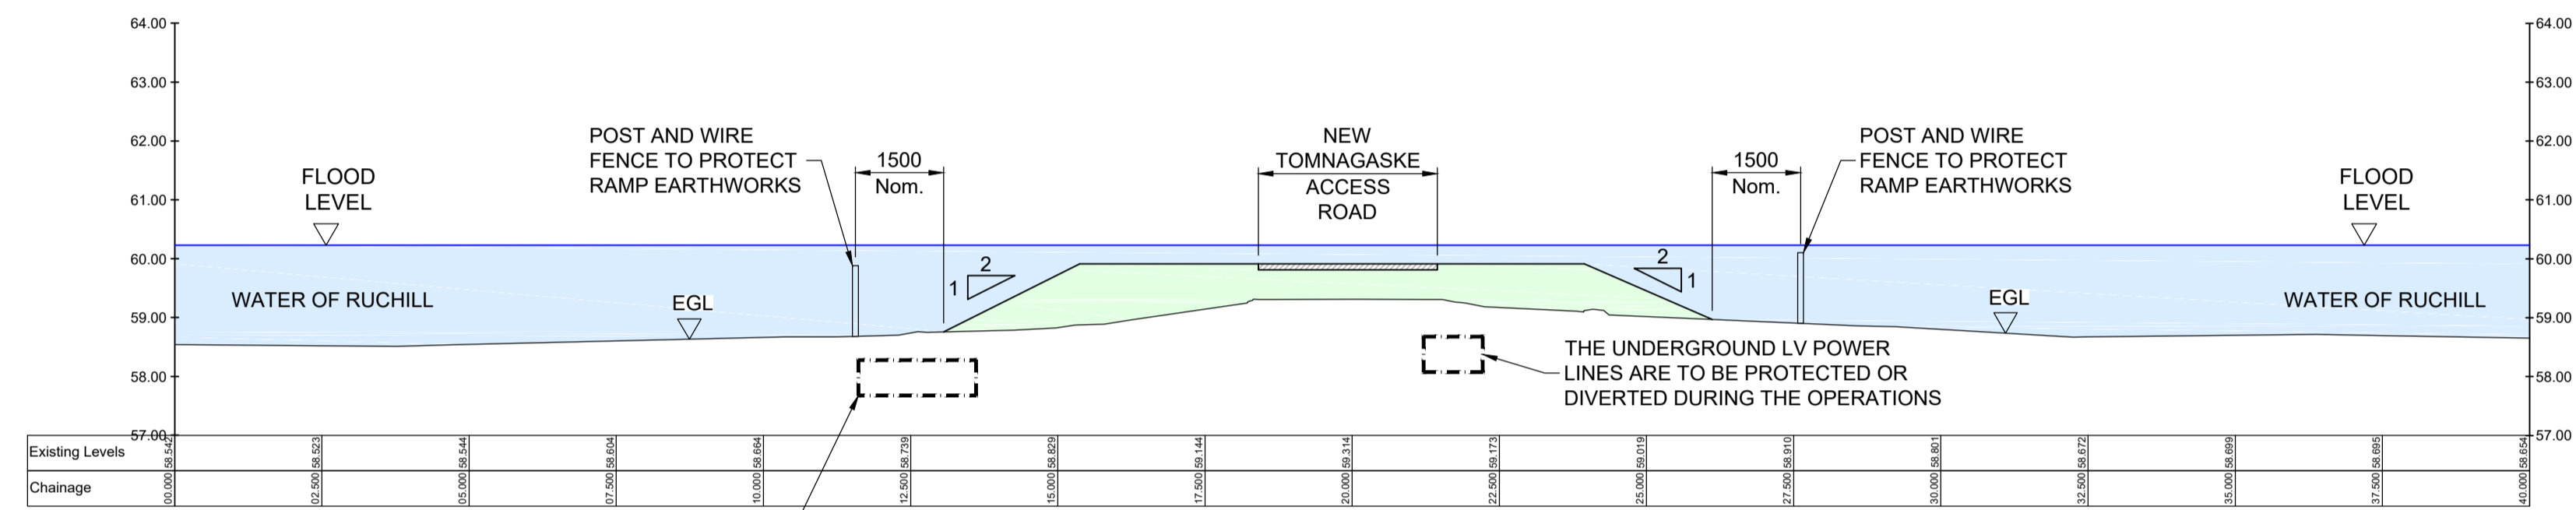 64.00
63.00
62.00
61.00
60.00
59.00
58.00
57.00
FLOOD
LEVEL
WATER OF RUCHILL
EGL
POST AND WIRE
FENCE TO PROTECT
RAMP EARTHWORKS
1500
Nom.
2
1
NEW
TOMNAGASKE
ACCESS
ROAD
2
1
1500
Nom.
POST AND WIRE
FENCE TO PROTECT
RAMP EARTHWORKS
EGL
THE UNDERGROUND LV POWER
LINES ARE TO BE PROTECTED OR
DIVERTED DURING THE OPERATIONS
FLOOD
LEVEL
WATER OF RUCHILL
64.00
63.00
62.00
61.00
60.00
59.00
58.00
57.00
Existing Levels
58.542
58.523
58.544
58.604
58.664
58.739
58.829
59.144
59.314
59.173
59.019
58.910
58.801
58.672
58.699
58.695
58.654
Chainage
00.000
02.500
05.000
07.500
10.000
12.500
15.000
17.500
20.000
22.500
25.000
27.500
30.000
32.500
35.000
37.500
40.000